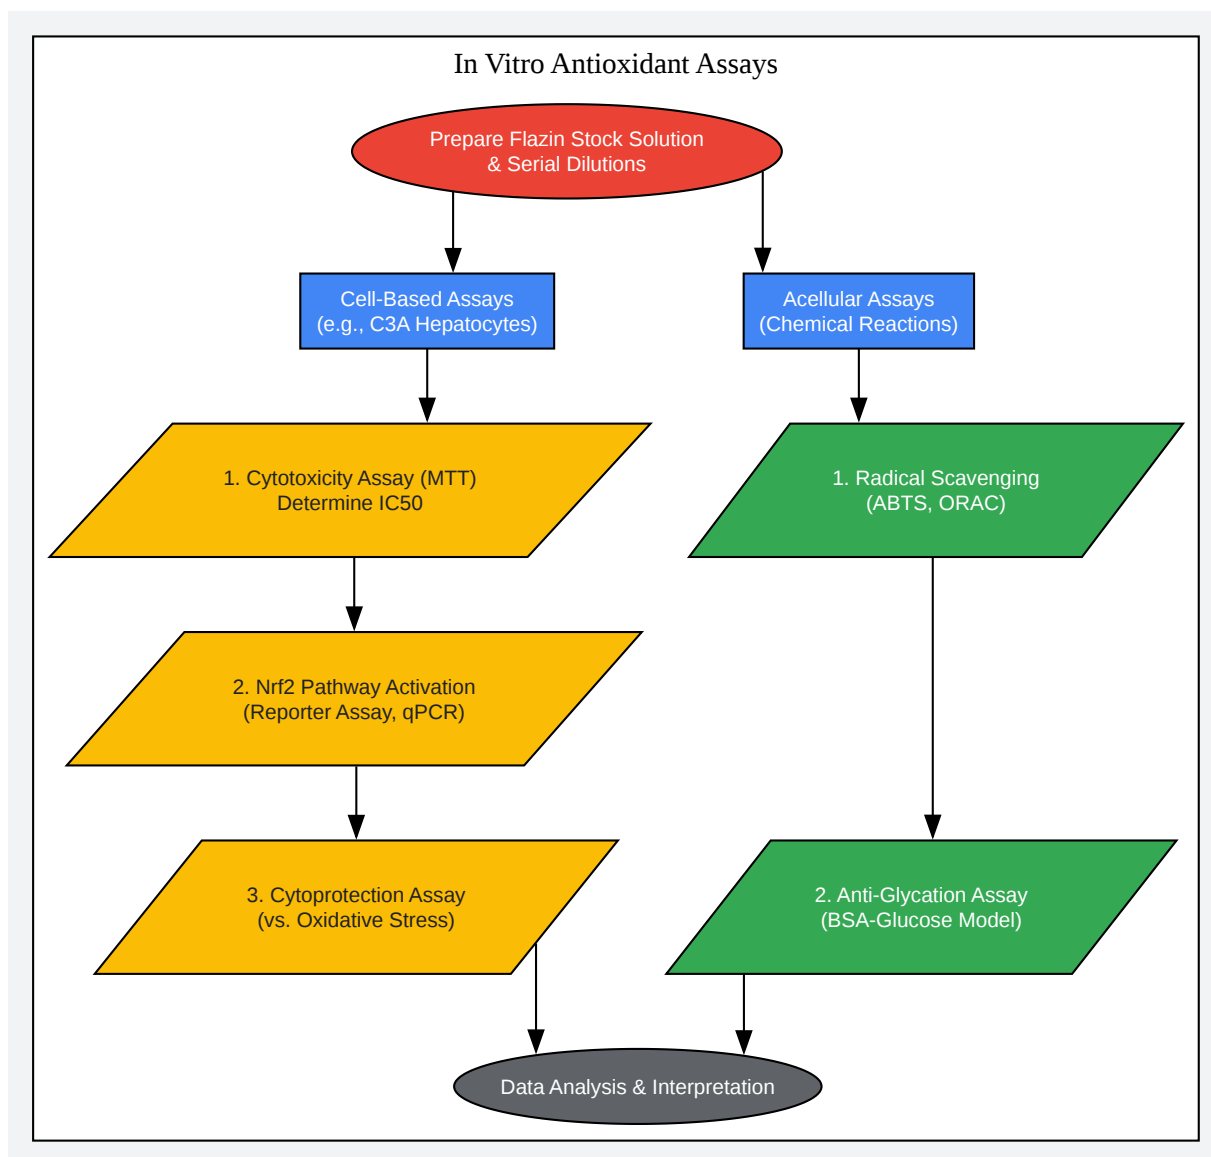 In Vitro Antioxidant Assays
Prepare Flazin Stock Solution
& Serial Dilutions
Cell-Based Assays
(e.g., C3A Hepatocytes)
Acellular Assays
(Chemical Reactions)
1. Cytotoxicity Assay (MTT)
Determine IC50
1. Radical Scavenging
(ABTS, ORAC)
2. Nrf2 Pathway Activation
(Reporter Assay, qPCR)
3. Cytoprotection Assay
(vs. Oxidative Stress)
2. Anti-Glycation Assay
(BSA-Glucose Model)
Data Analysis & Interpretation